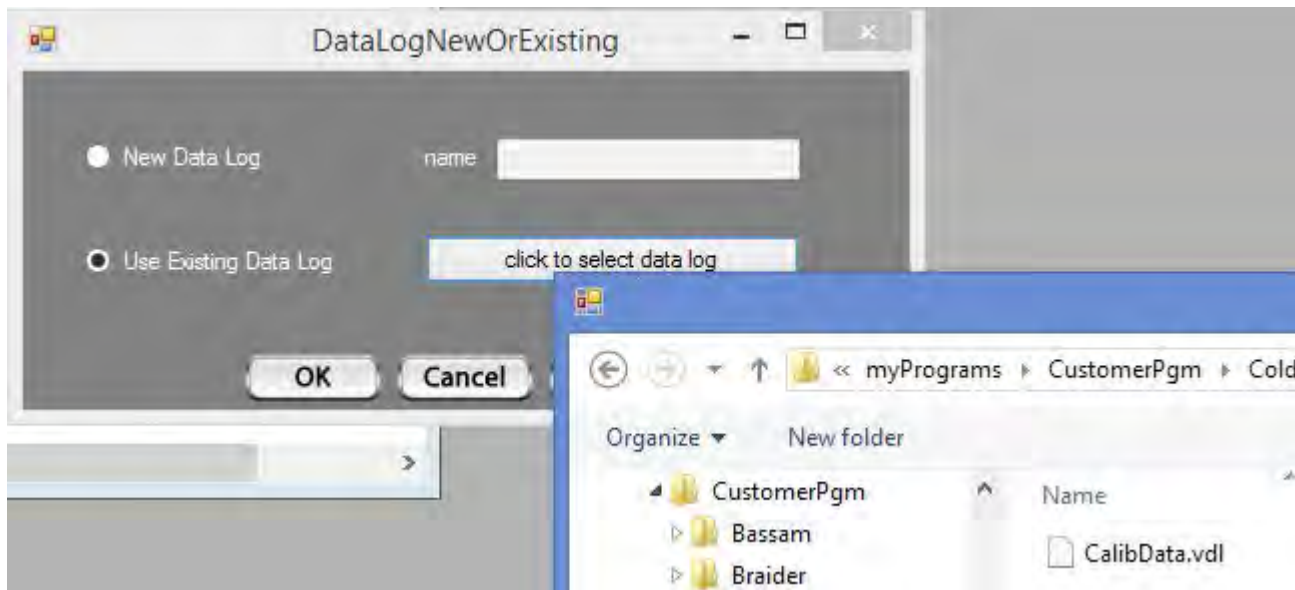 DataLogNewOrExisting
New Data Log name
Use Existing Data Log click to select data log
OK Cancel
« myPrograms CustomerPgm Cold
Organize New folder
CustomerPgm Name
Bassam CalibData.vdl
Braider